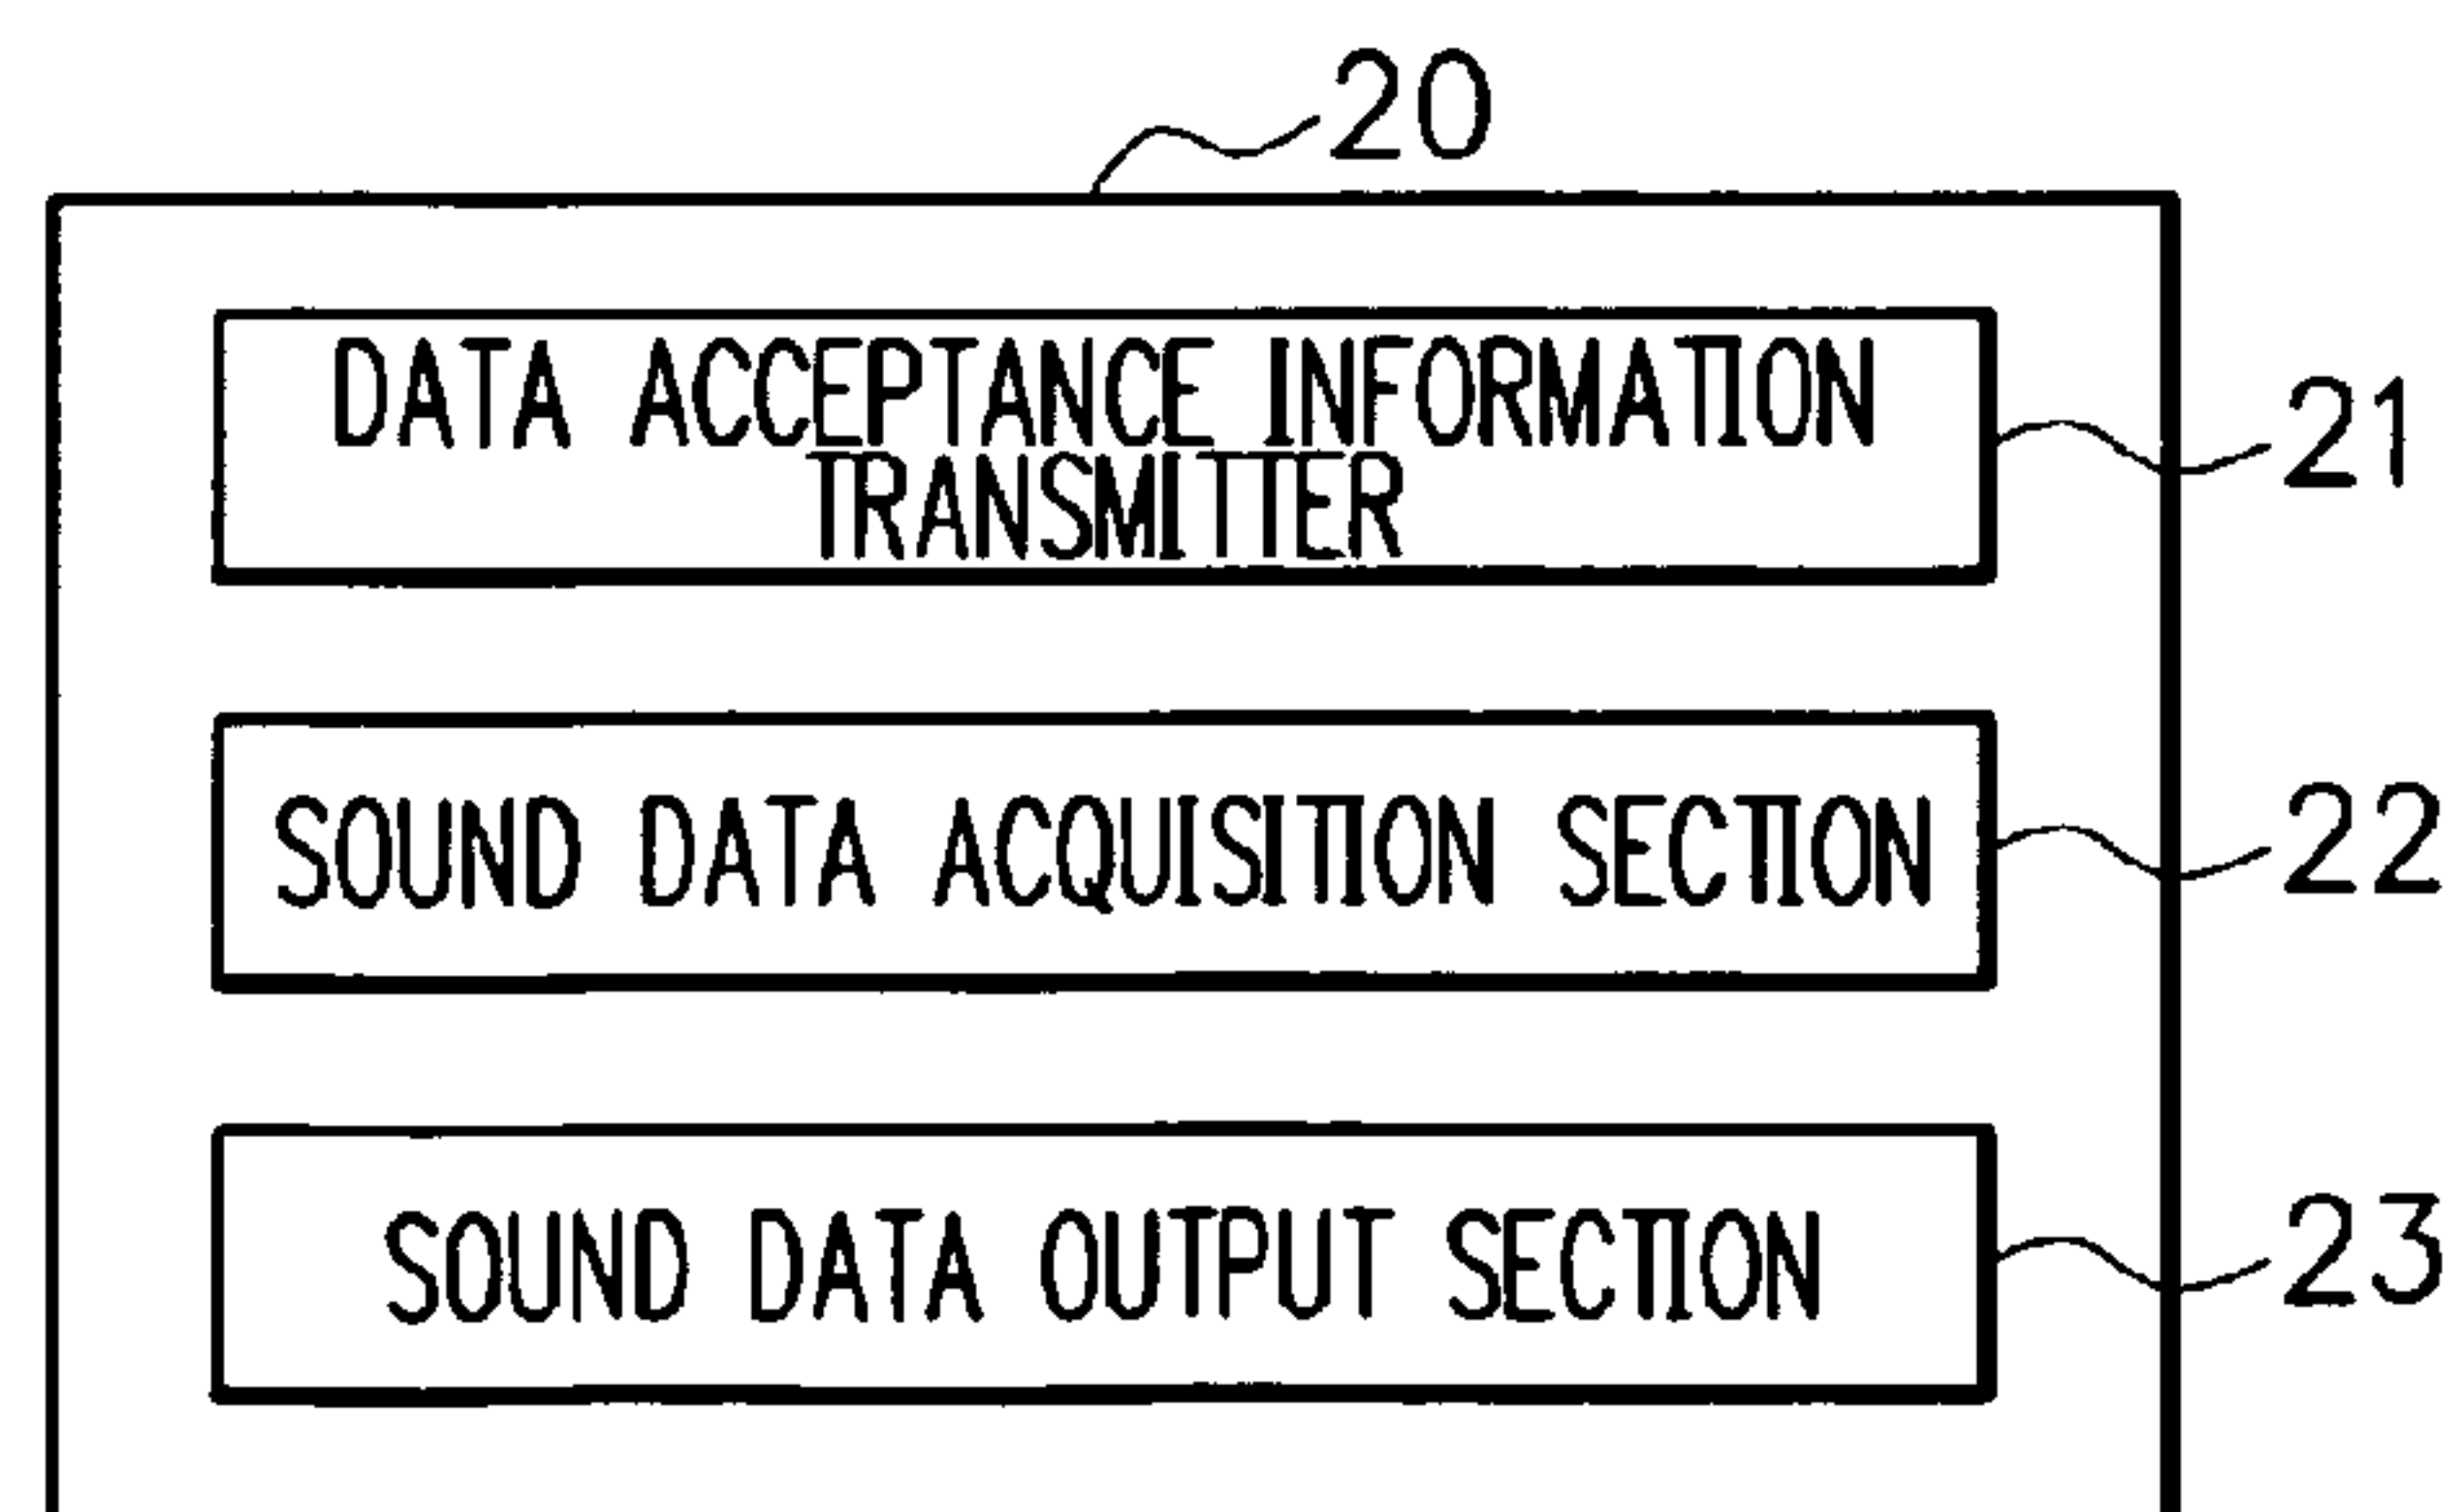 20
DATA ACCEPTANCE INFORMATION
TRANSMITTER
21
SOUND DATA ACQUISITION SECTION
22
SOUND DATA OUTPUT SECTION
23